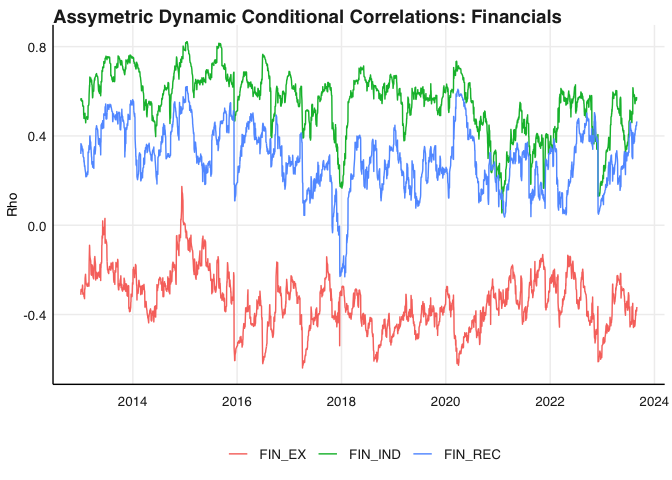 Assymetric Dynamic Conditional Correlations: Financials
0.8
0.4
0.0
-0.4
Rho
2014 2016 2018 2020 2022 2024
FIN_EX FIN_IND FIN_REC